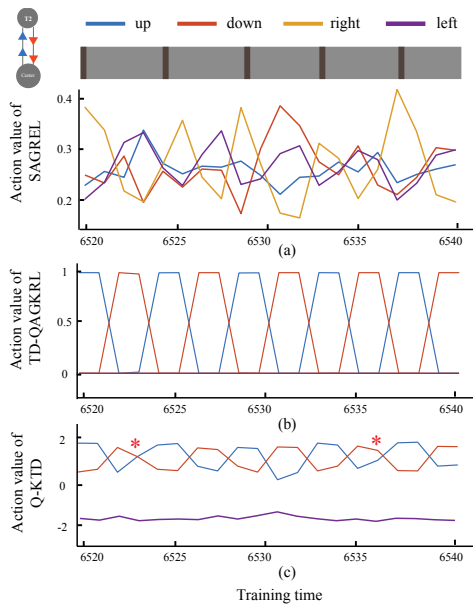 T2
up down right left
Center
Action value of
SAGREL
0.4
0.3
0.2
6520 6525 6530 6535 6540
(a)
Action value of
TD-QAGKRL
1
0.5
0
6520 6525 6530 6535 6540
(b)
Action value of
Q-KTD
2
0
-2
*
*
6520 6525 6530 6535 6540
(c)
Training time